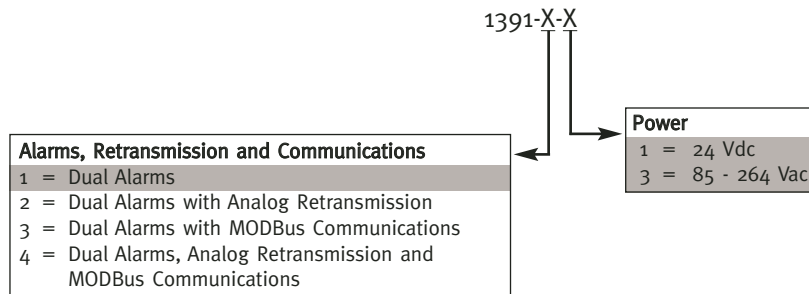 1391-X-X
Alarms, Retransmission and Communications
1 = Dual Alarms
2 = Dual Alarms with Analog Retransmission
3 = Dual Alarms with MODBus Communications
4 = Dual Alarms, Analog Retransmission and
MODBus Communications
Power
1 = 24 Vdc
3 = 85 - 264 Vac